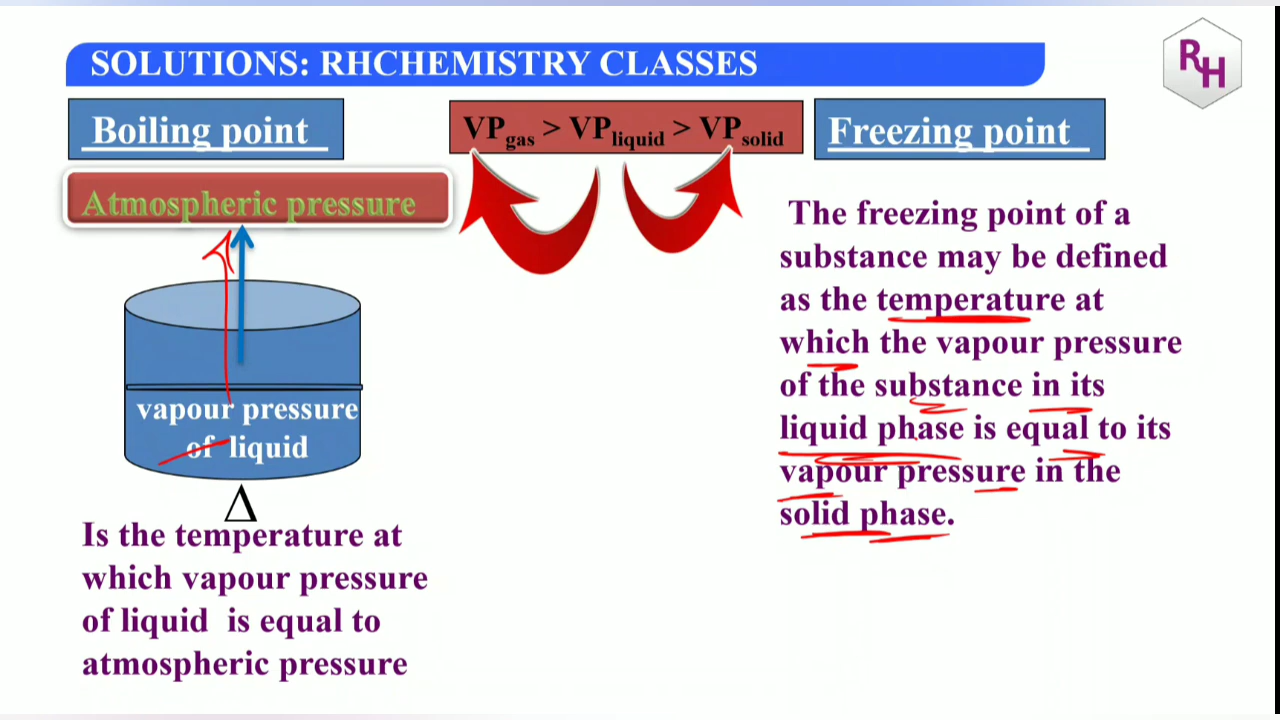 SOLUTIONS: RHCHEMISTRY CLASSES
RH
Boiling point
VPgas > VPliquid > VPsolid
Freezing point
Atmospheric pressure
vapour pressure
of liquid
Δ
Is the temperature at
which vapour pressure
of liquid is equal to
atmospheric pressure
The freezing point of a
substance may be defined
as the temperature at
which the vapour pressure
of the substance in its
liquid phase is equal to its
vapour pressure in the
solid phase.